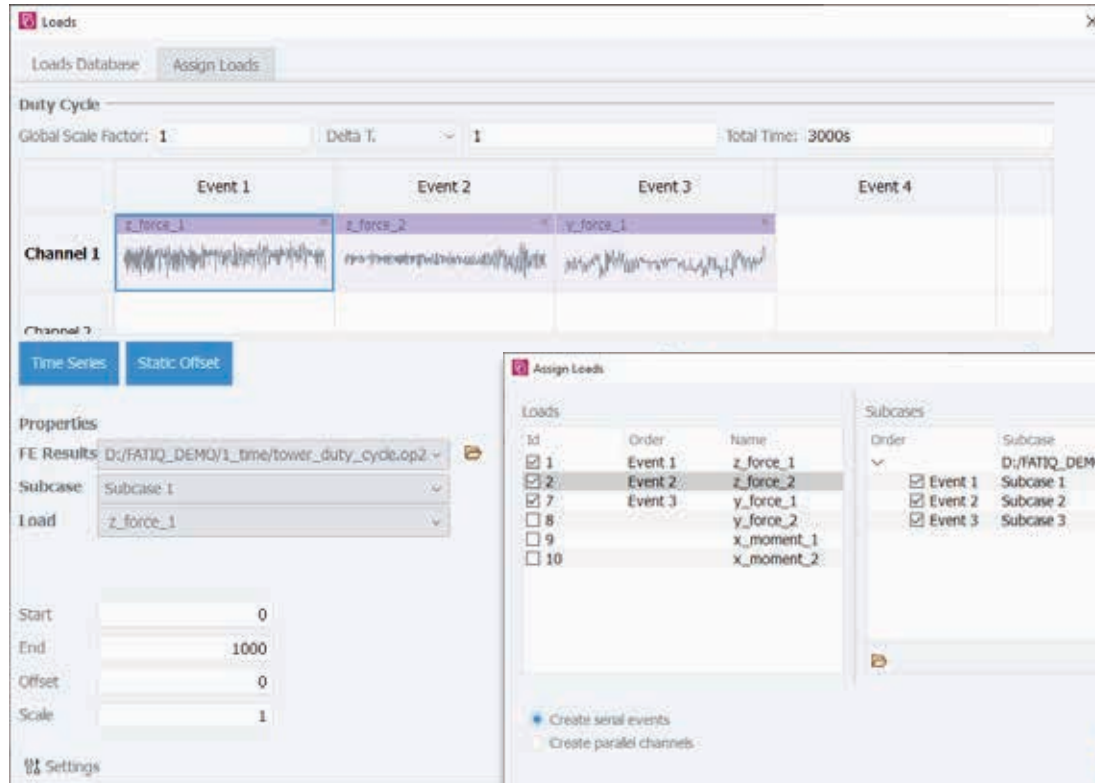 Loads
Loads Database Assign Loads
Duty Cycle
Global Scale Factor: 1 Delta T. 1 Total Time: 3000s
Event 1 Event 2 Event 3 Event 4
z_force_1 z_force_2 y_force_1
Channel 1
Channel 2
Time Series Static Offset
Properties
FE Results D:/FATIQ_DEMO/1_time/tower_duty_cycle.op2
Subcase Subcase 1
Load z_force_1
Start 0
End 1000
Offset 0
Scale 1
Settings
Assign Loads
Loads
Id Order Name
1 Event 1 z_force_1
2 Event 2 z_force_2
7 Event 3 y_force_1
8 y_force_2
9 x_moment_1
10 x_moment_2
Create serial events
Create parallel channels
Subcases
Order Subcase
D:/FATIQ_DEM
Event 1 Subcase 1
Event 2 Subcase 2
Event 3 Subcase 3